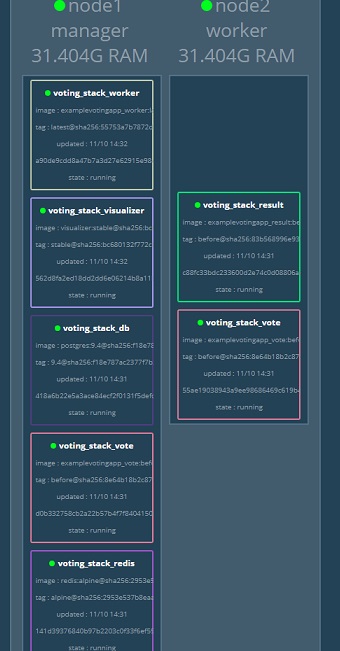 node1
manager
31.404G RAM
voting_stack_worker
image : examplevotingapp_worker:l
tag : latest@sha256:55753a7b7872c
updated : 11/10 14:32
a90de9cdd8a47b7a3d27e62915e98
state : running
voting_stack_visualizer
image : visualizer:stable@sha256:bc
tag : stable@sha256:bc680132f772c
updated : 11/10 14:32
562d8fa2ed18dd2dd6e06214b8a11
state : running
voting_stack_db
image : postgres:9.4@sha256:f18e78
tag : 9.4@sha256:f18e787ac2377f7b
updated : 11/10 14:31
418a6b22e5a3ace84ecf2f0131f5def
state : running
voting_stack_vote
image : examplevotingapp_vote:bef
tag : before@sha256:8e64b18b2c87
updated : 11/10 14:31
d0b332758cb2a22b57b4f7f8404150
state : running
voting_stack_redis
image : redis:alpine@sha256:2953e5
tag : alpine@sha256:2953e537b8eaa
updated : 11/10 14:31
141d39376840b97b2203c0f33f6ef5
state : running
node2
worker
31.404G RAM
voting_stack_result
image : examplevotingapp_result:be
tag : before@sha256:83b568996e93
updated : 11/10 14:31
c88fc33bdc233600d2e74c0d08806a
state : running
voting_stack_vote
image : examplevotingapp_vote:bef
tag : before@sha256:8e64b18b2c87
updated : 11/10 14:31
55ae19038943a9ee98686469c619b4
state : running